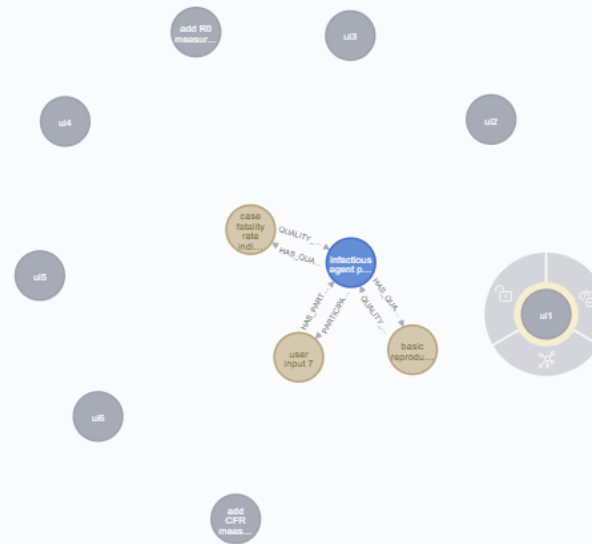 add R0
measur...
ui3
ui4
ui2
case
fatality
rate
indi...
QUALITY_...
HAS_QUA...
infectious
agent p...
ui5
HAS_PART...
PARTICIPA...
HAS_QUA...
QUALITY_...
ui1
user
input 7
basic
reprodu...
ui6
add
CFR
meas...